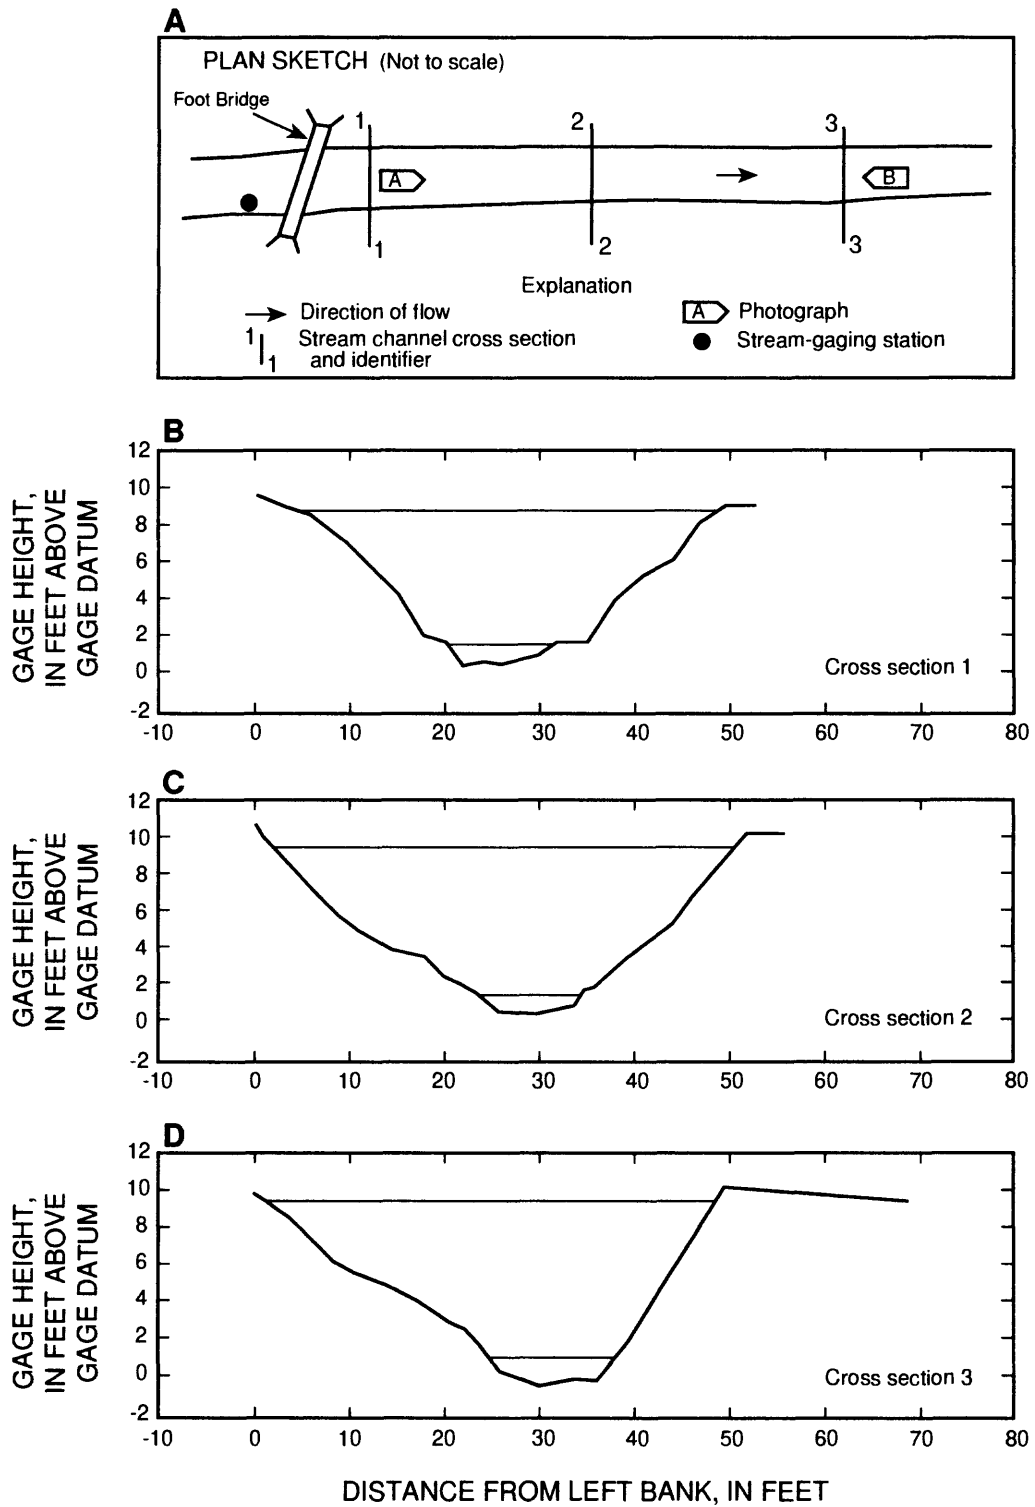 A
PLAN SKETCH (Not to scale)
Foot Bridge
1 2 3
A B
1 2 3
Explanation
Direction of flow
A Photograph
1 1 Stream channel cross section
and identifier
Stream-gaging station
B
GAGE HEIGHT,
IN FEET ABOVE
GAGE DATUM
12
10
8
6
4
2
0
-2
Cross section 1
-10 0 10 20 30 40 50 60 70 80
C
GAGE HEIGHT,
IN FEET ABOVE
GAGE DATUM
12
10
8
6
4
2
0
-2
Cross section 2
-10 0 10 20 30 40 50 60 70 80
D
GAGE HEIGHT,
IN FEET ABOVE
GAGE DATUM
12
10
8
6
4
2
0
-2
Cross section 3
-10 0 10 20 30 40 50 60 70 80
DISTANCE FROM LEFT BANK, IN FEET